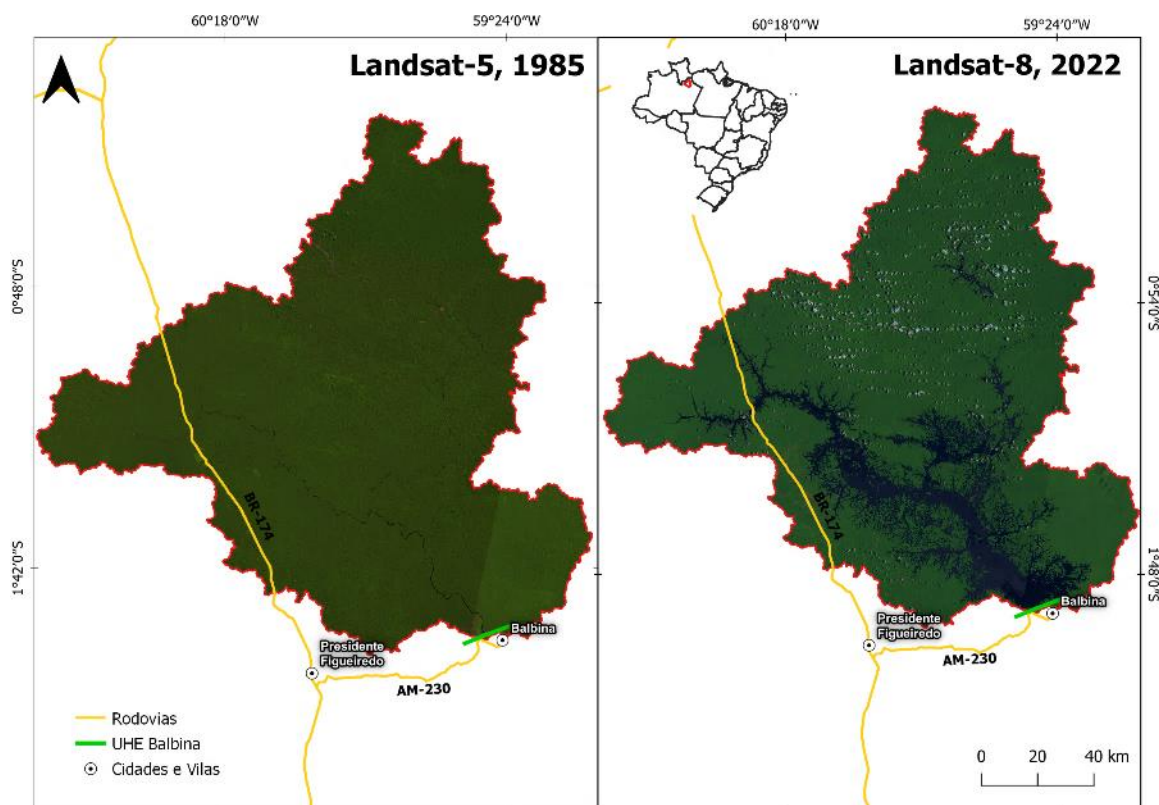 60°18'0"W
59°24'0"W
60°18'0"W
59°24'0"W
Landsat-5, 1985
Landsat-8, 2022
0°48'0"S
1°42'0"S
0°54'0"S
1°48'0"S
BR-174
BR-174
Balbina
Balbina
Presidente
Figueiredo
Presidente
Figueiredo
AM-230
AM-230
Rodovias
UHE Balbina
Cidades e Vilas
0 20 40 km